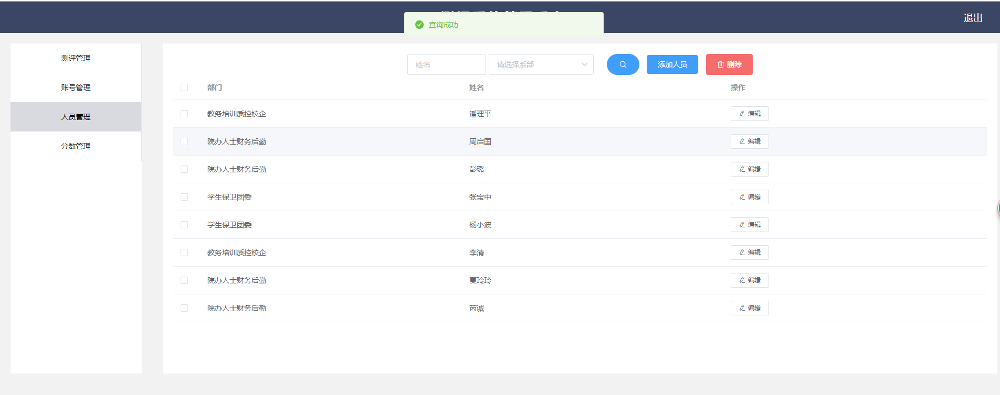 查询成功
退出
测评管理
账号管理
人员管理
分数管理
姓名 请选择系部 添加人员 删除
部门 姓名 操作
教务培训质控校企 潘理平 编辑
院办人士财务后勤 周启国 编辑
院办人士财务后勤 彭璐 编辑
学生保卫团委 张宝中 编辑
学生保卫团委 杨小波 编辑
教务培训质控校企 李清 编辑
院办人士财务后勤 夏玲玲 编辑
院办人士财务后勤 芮诚 编辑